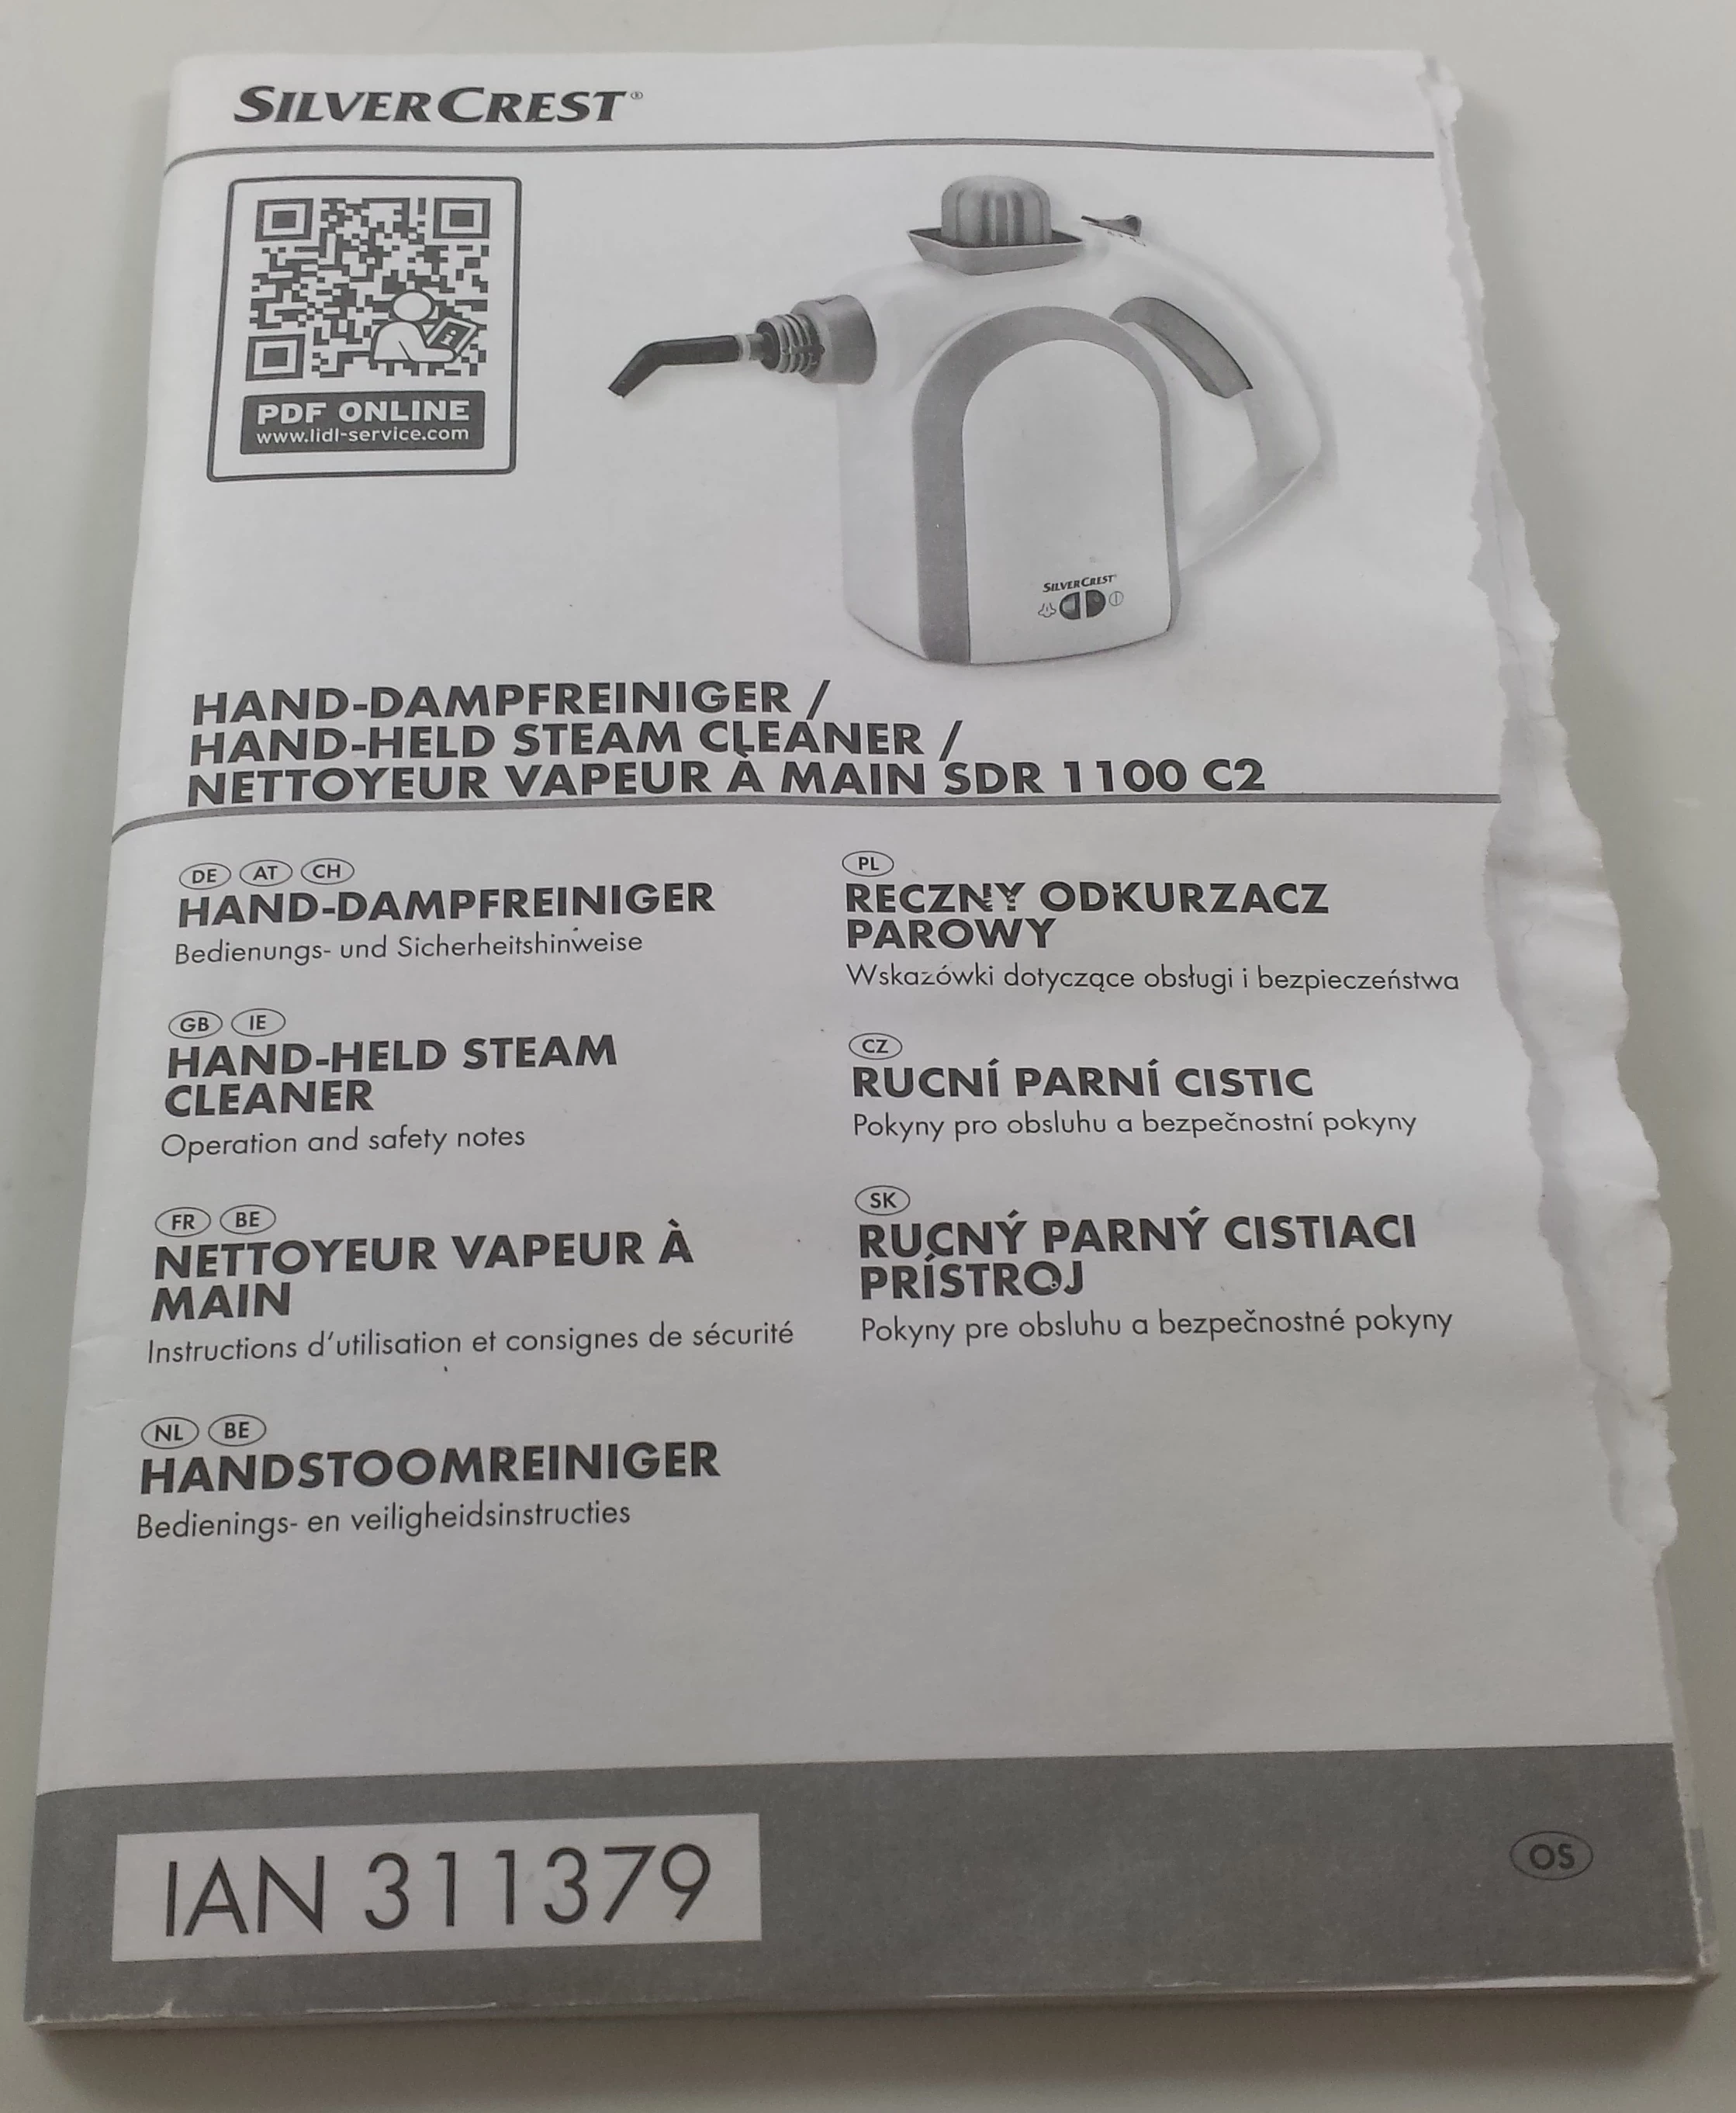 SILVERCREST®
PDF ONLINE
www.lidl-service.com
SILVERCREST®
HAND-DAMPFREINIGER /
HAND-HELD STEAM CLEANER /
NETTOYEUR VAPEUR À MAIN SDR 1100 C2
DE AT CH
HAND-DAMPFREINIGER
Bedienungs- und Sicherheitshinweise
GB IE
HAND-HELD STEAM
CLEANER
Operation and safety notes
FR BE
NETTOYEUR VAPEUR À
MAIN
Instructions d'utilisation et consignes de sécurité
NL BE
HANDSTOOMREINIGER
Bedienings- en veiligheidsinstructies
PL
RECZNY ODKURZACZ
PAROWY
Wskazówki dotyczące obsługi i bezpieczeństwa
CZ
RUCNÍ PARNÍ CISTIC
Pokyny pro obsluhu a bezpečnostní pokyny
SK
RUCNÝ PARNÝ CISTIACI
PRÍSTROJ
Pokyny pre obsluhu a bezpečnostné pokyny
IAN 311379
OS